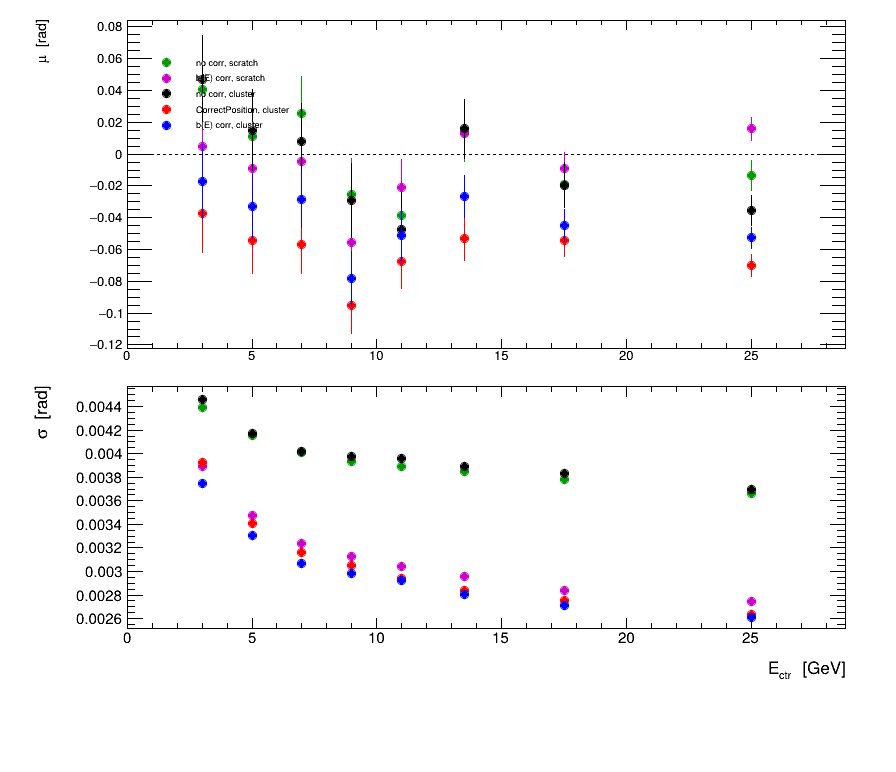 μ [rad]
0.08
0.06
0.04
0.02
0
−0.02
−0.04
−0.06
−0.08
−0.1
−0.12
no corr, scratch
b(E) corr, scratch
no corr, cluster
CorrectPosition, cluster
b(E) corr, cluster
0 5 10 15 20 25
σ [rad]
0.0044
0.0042
0.004
0.0038
0.0036
0.0034
0.0032
0.003
0.0028
0.0026
0 5 10 15 20 25
E_ctr [GeV]